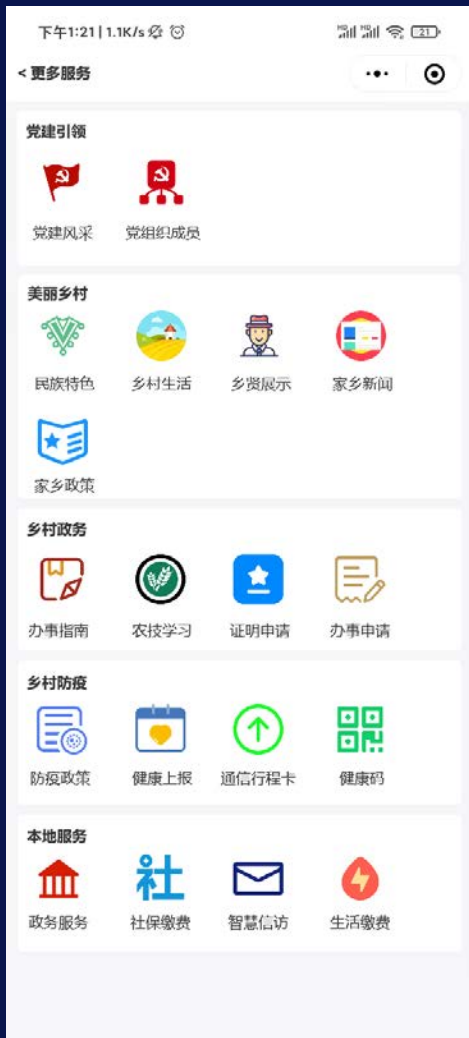 下午1:21 | 1.1K/s
HD HD 21
< 更多服务
党建引领
党建风采 党组织成员
美丽乡村
民族特色 乡村生活 乡贤展示 家乡新闻
家乡政策
乡村政务
办事指南 农技学习 证明申请 办事申请
乡村防疫
防疫政策 健康上报 通信行程卡 健康码
本地服务
社
政务服务 社保缴费 智慧信访 生活缴费